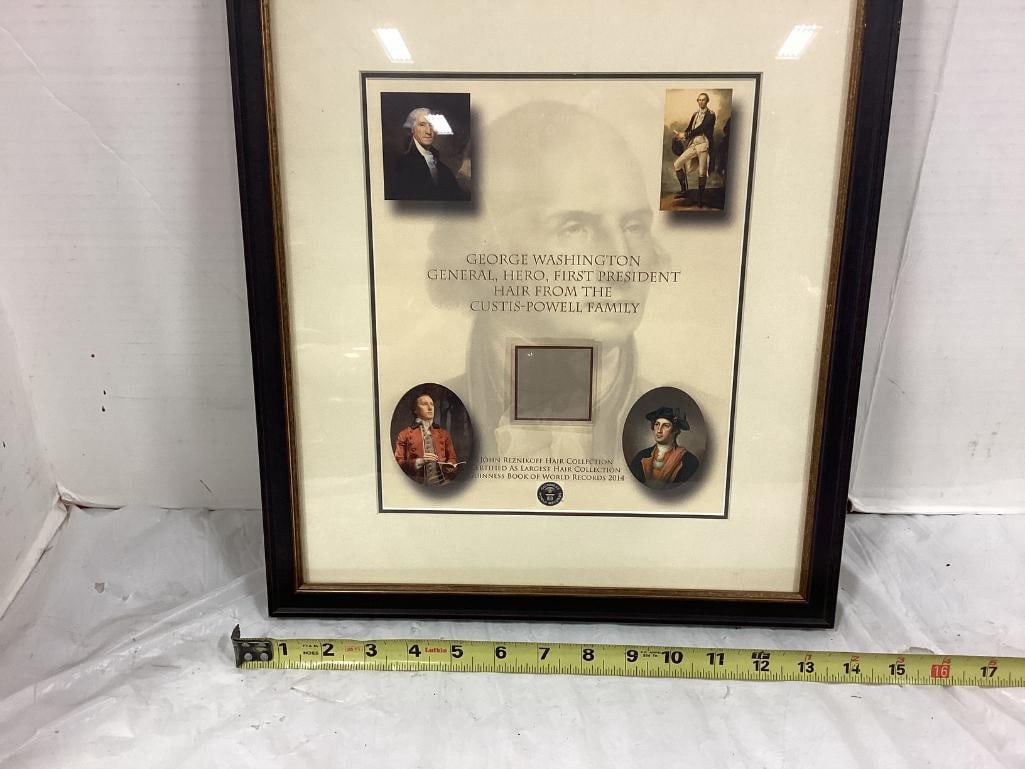 GEORGE WASHINGTON
GENERAL, HERO, FIRST PRESIDENT
HAIR FROM THE
CUSTIS-POWELL FAMILY
JOHN REZNIKOFF HAIR COLLECTION
CERTIFIED AS LARGEST HAIR COLLECTION
GUINNESS BOOK OF WORLD RECORDS 2014
1 2 3 4 Lufkin 5 6 7 8 9 10 11 12 13 14 15 16 17